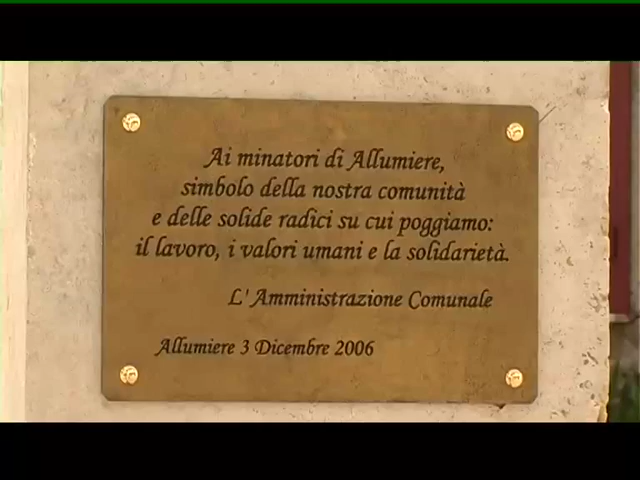 Ai minatori di Allumiere,
simbolo della nostra comunità
e delle solide radici su cui poggiamo:
il lavoro, i valori umani e la solidarietà.
L'Amministrazione Comunale
Allumiere 3 Dicembre 2006